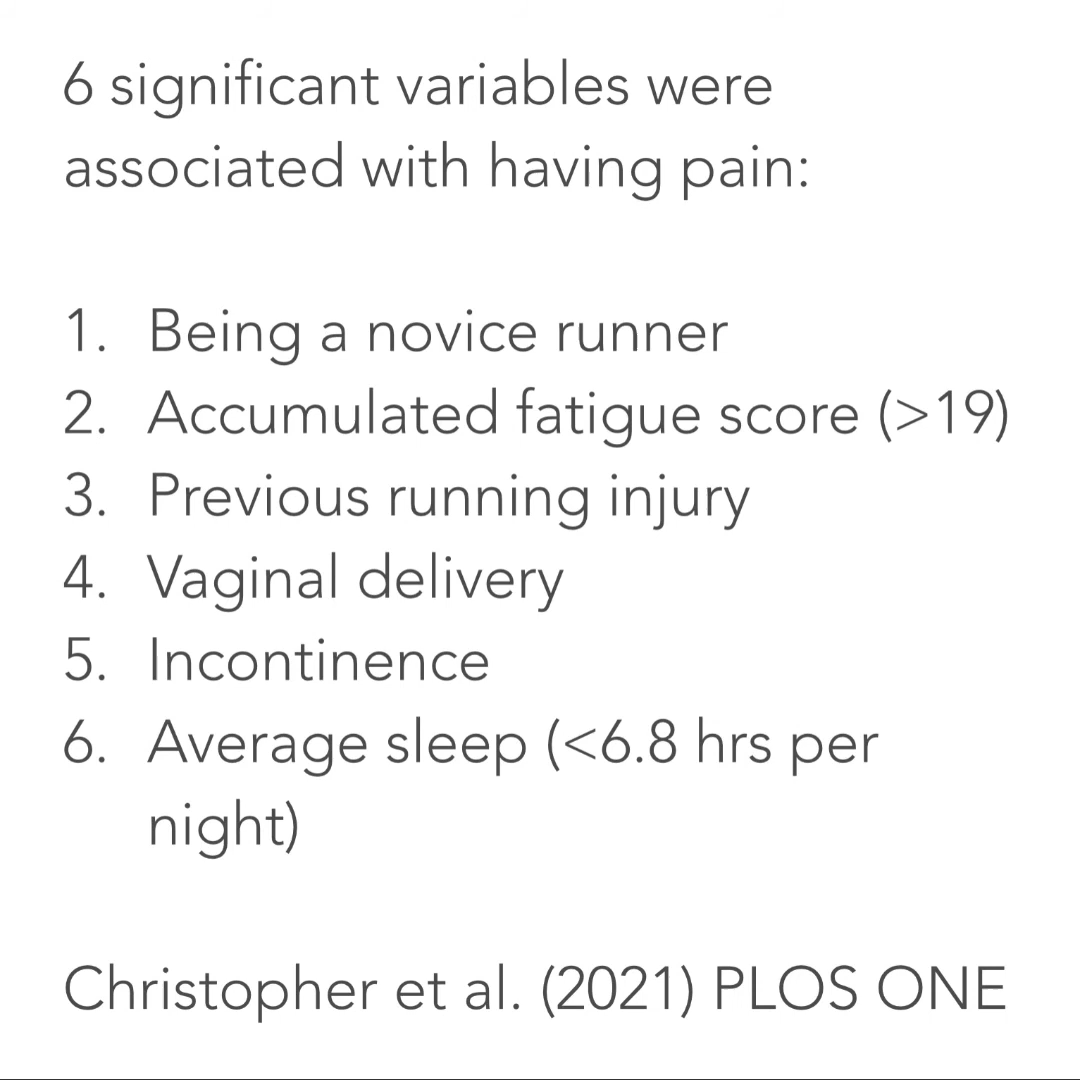 6 significant variables were
associated with having pain:
1. Being a novice runner
2. Accumulated fatigue score (>19)
3. Previous running injury
4. Vaginal delivery
5. Incontinence
6. Average sleep (<6.8 hrs per
night)
Christopher et al. (2021) PLOS ONE